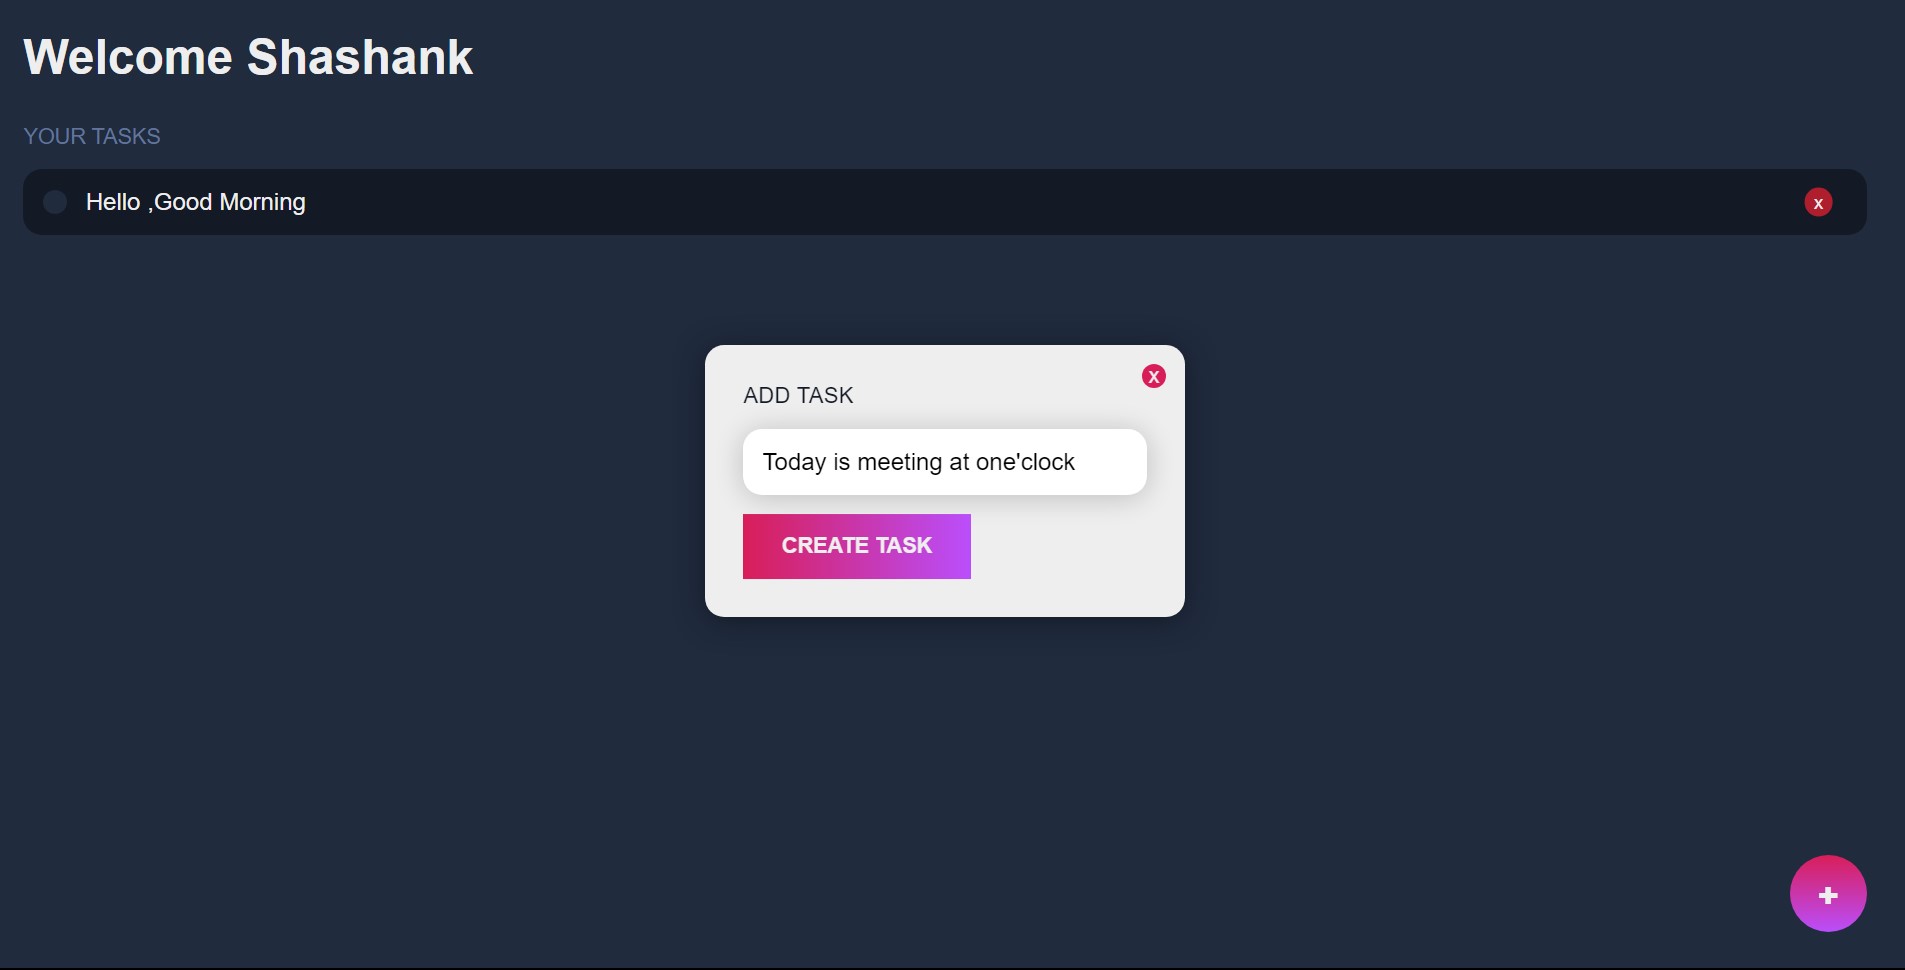 Welcome Shashank
YOUR TASKS
Hello ,Good Morning
x
X
ADD TASK
Today is meeting at one'clock
CREATE TASK
+